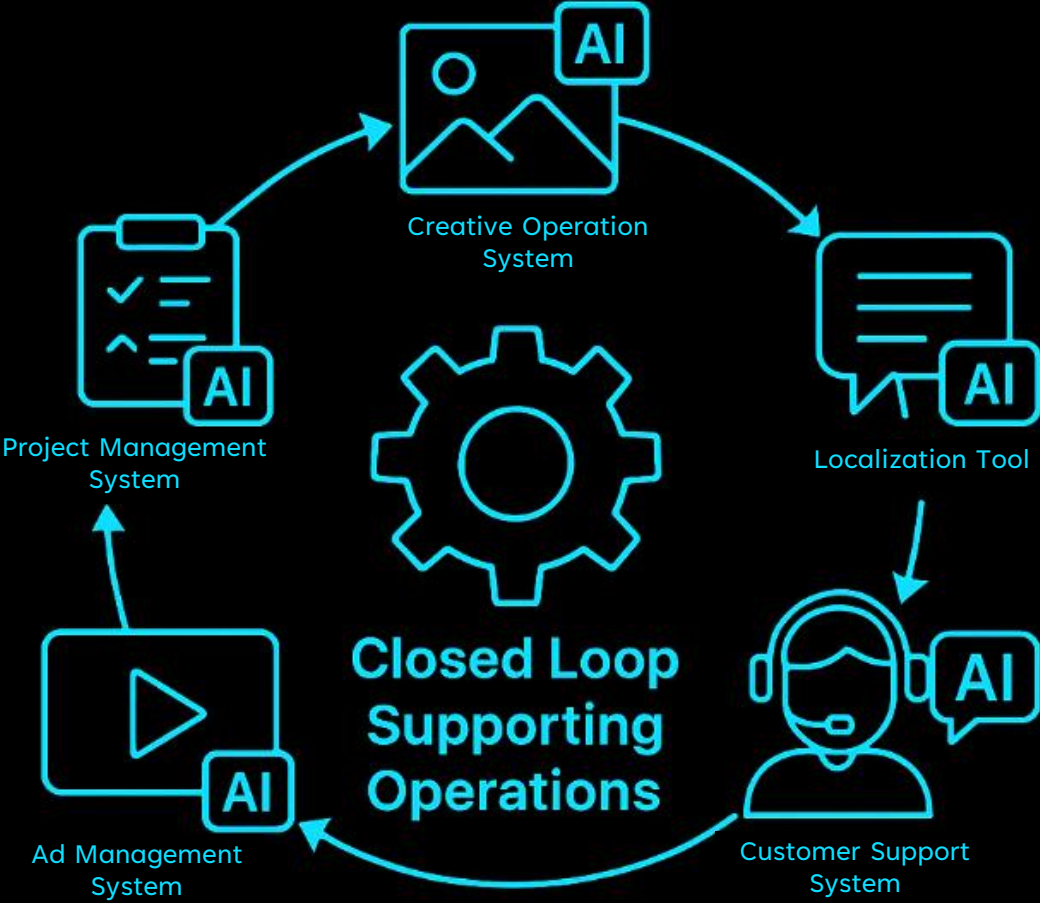 AI
Creative Operation
System
AI
Project Management
System
AI
Localization Tool
Closed Loop
Supporting
Operations
AI
Customer Support
System
AI
Ad Management
System